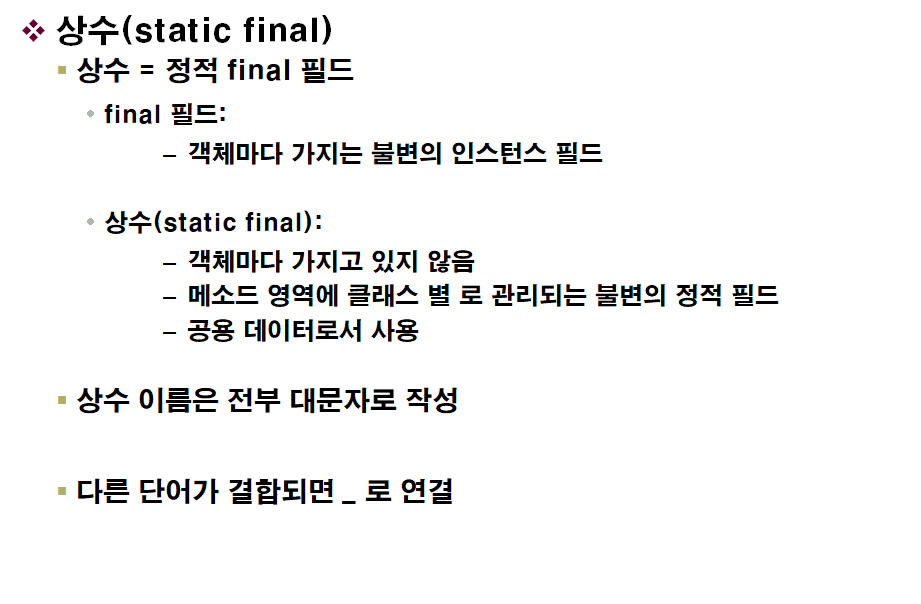 상수(static final)
상수 = 정적 final 필드
final 필드:
– 객체마다 가지는 불변의 인스턴스 필드
상수(static final):
– 객체마다 가지고 있지 않음
– 메소드 영역에 클래스 별 로 관리되는 불변의 정적 필드
– 공용 데이터로서 사용
상수 이름은 전부 대문자로 작성
다른 단어가 결합되면 _ 로 연결